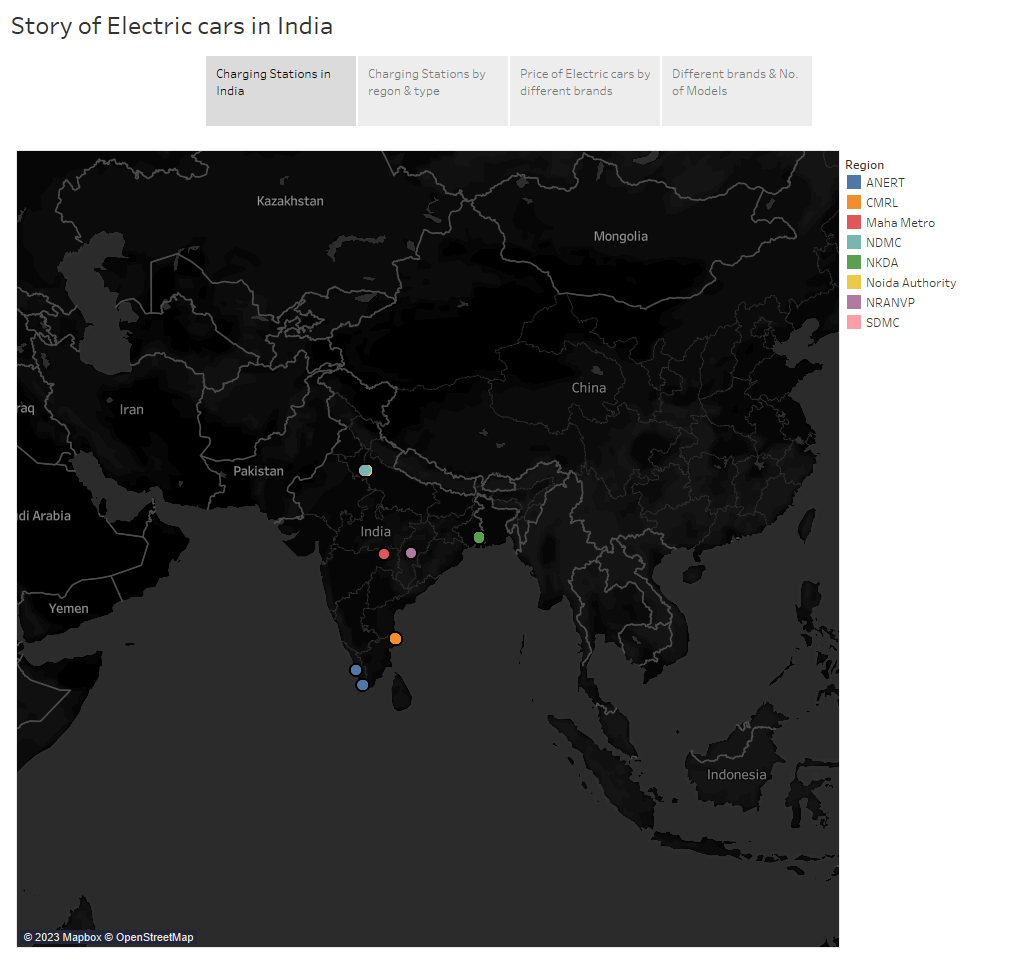 Story of Electric cars in India
Charging Stations in
India
Charging Stations by
regon & type
Price of Electric cars by
different brands
Different brands & No.
of Models
Region
ANERT
CMRL
Maha Metro
NDMC
NKDA
Noida Authority
NRANVP
SDMC
Kazakhstan
Mongolia
China
Iran
raq
Pakistan
di Arabia
India
Yemen
Indonesia
© 2023 Mapbox © OpenStreetMap